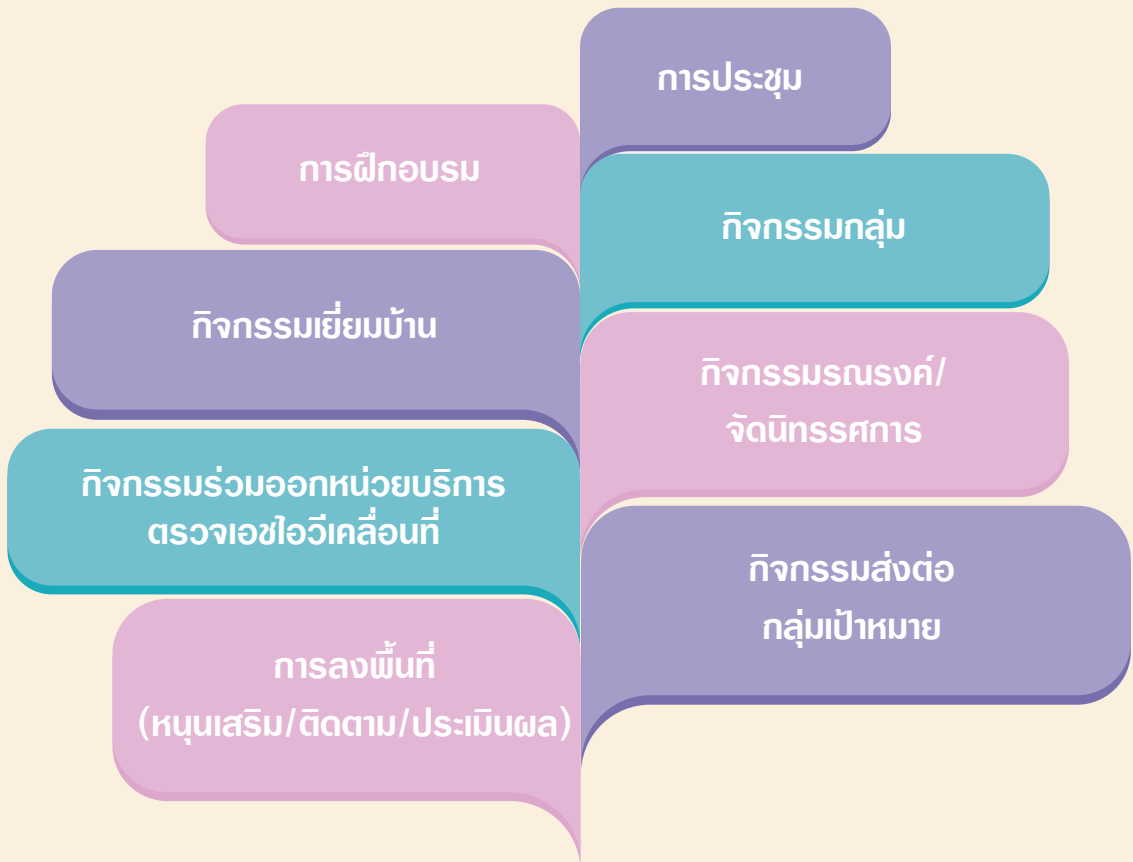 การประชุม
การฝึกอบรม
กิจกรรมกลุ่ม
กิจกรรมเยี่ยมบ้าน
กิจกรรมรณรงค์/
จัดนิทรรศการ
กิจกรรมร่วมออกหน่วยบริการ
ตรวจเอชไอวีเคลื่อนที่
กิจกรรมส่งต่อ
กลุ่มเป้าหมาย
การลงพื้นที่
(หนุนเสริม/ติดตาม/ประเมินผล)